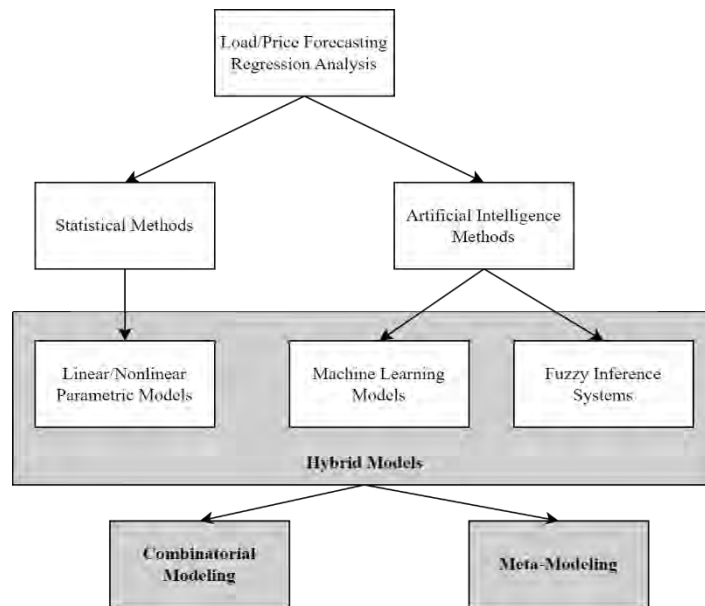 Load/Price Forecasting
Regression Analysis
Statistical Methods
Artificial Intelligence
Methods
Linear/Nonlinear
Parametric Models
Machine Learning
Models
Fuzzy Inference
Systems
Hybrid Models
Combinatorial
Modeling
Meta-Modeling